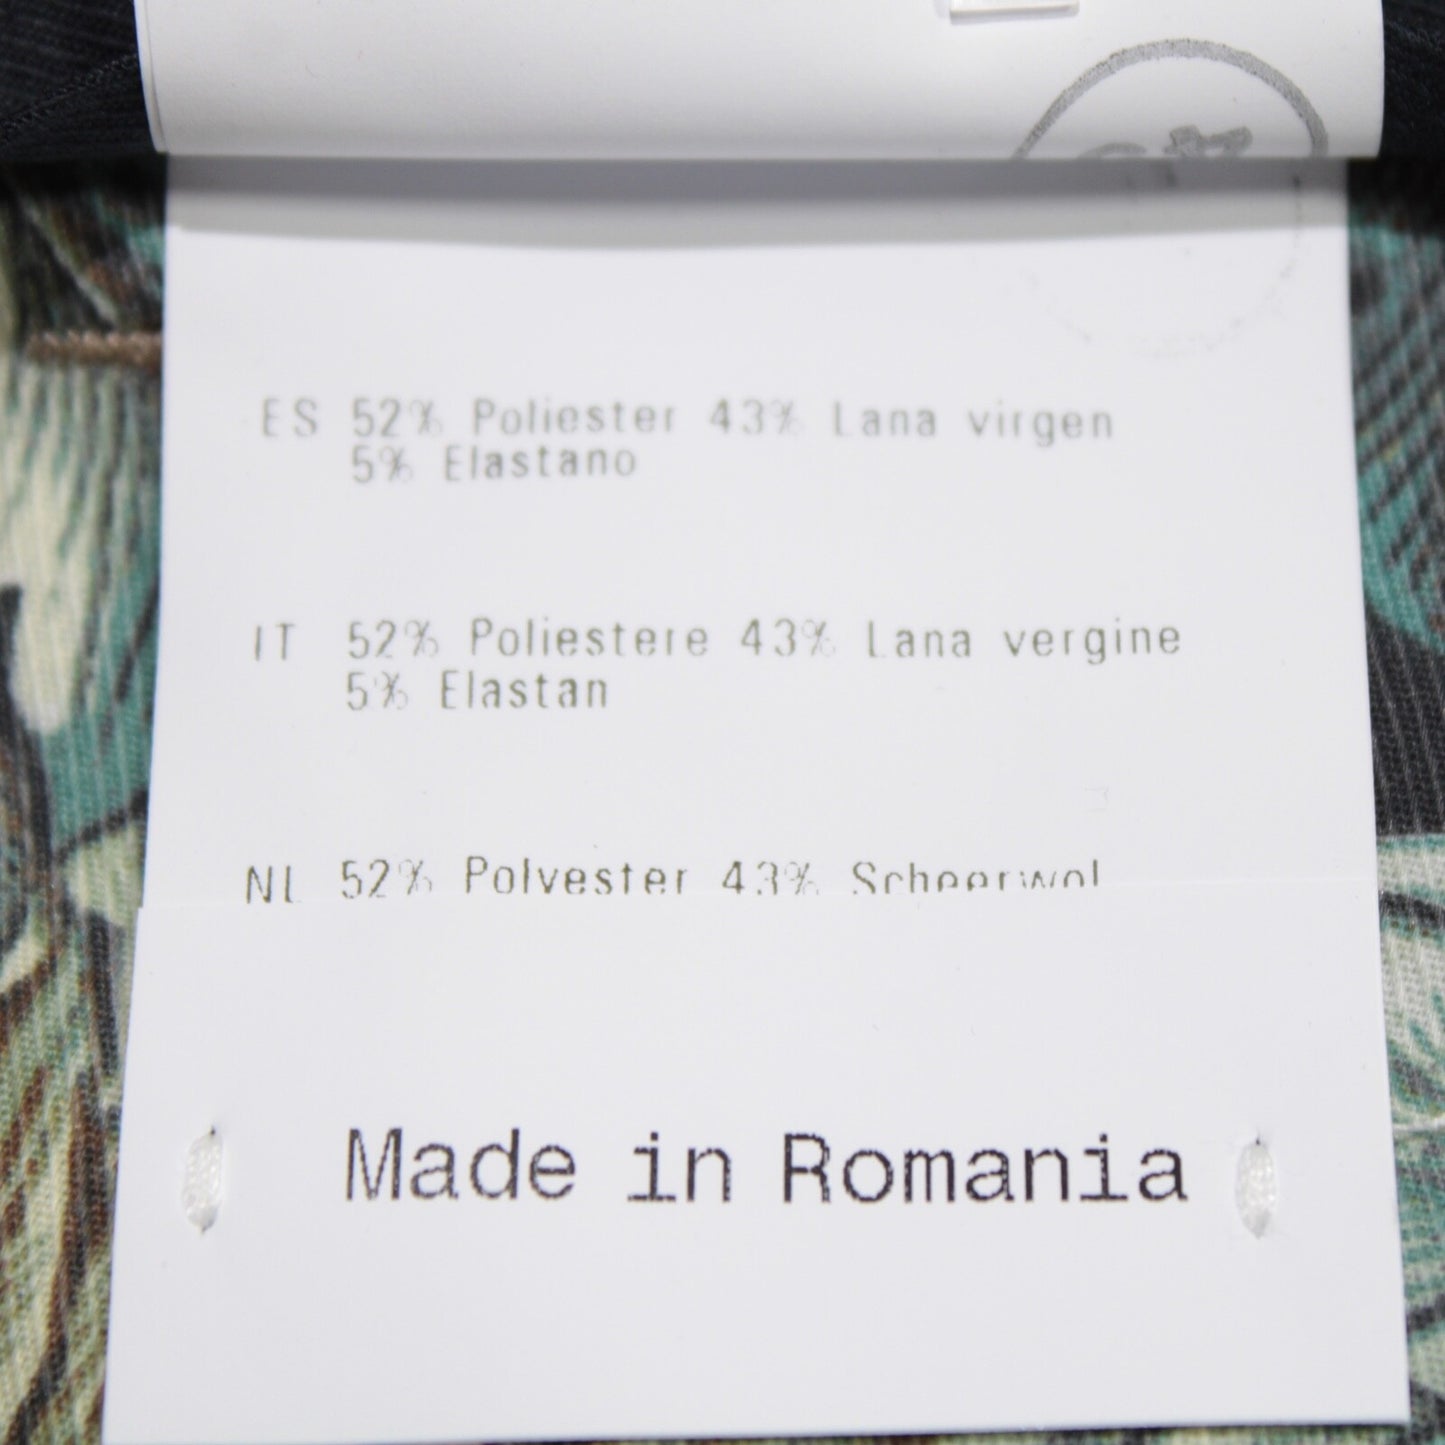 ES 52% Poliester 43% Lana virgen
5% Elastano
IT 52% Poliestere 43% Lana vergine
5% Elastan
NL 52% Polyester 43% Scheerwol
Made in Romania